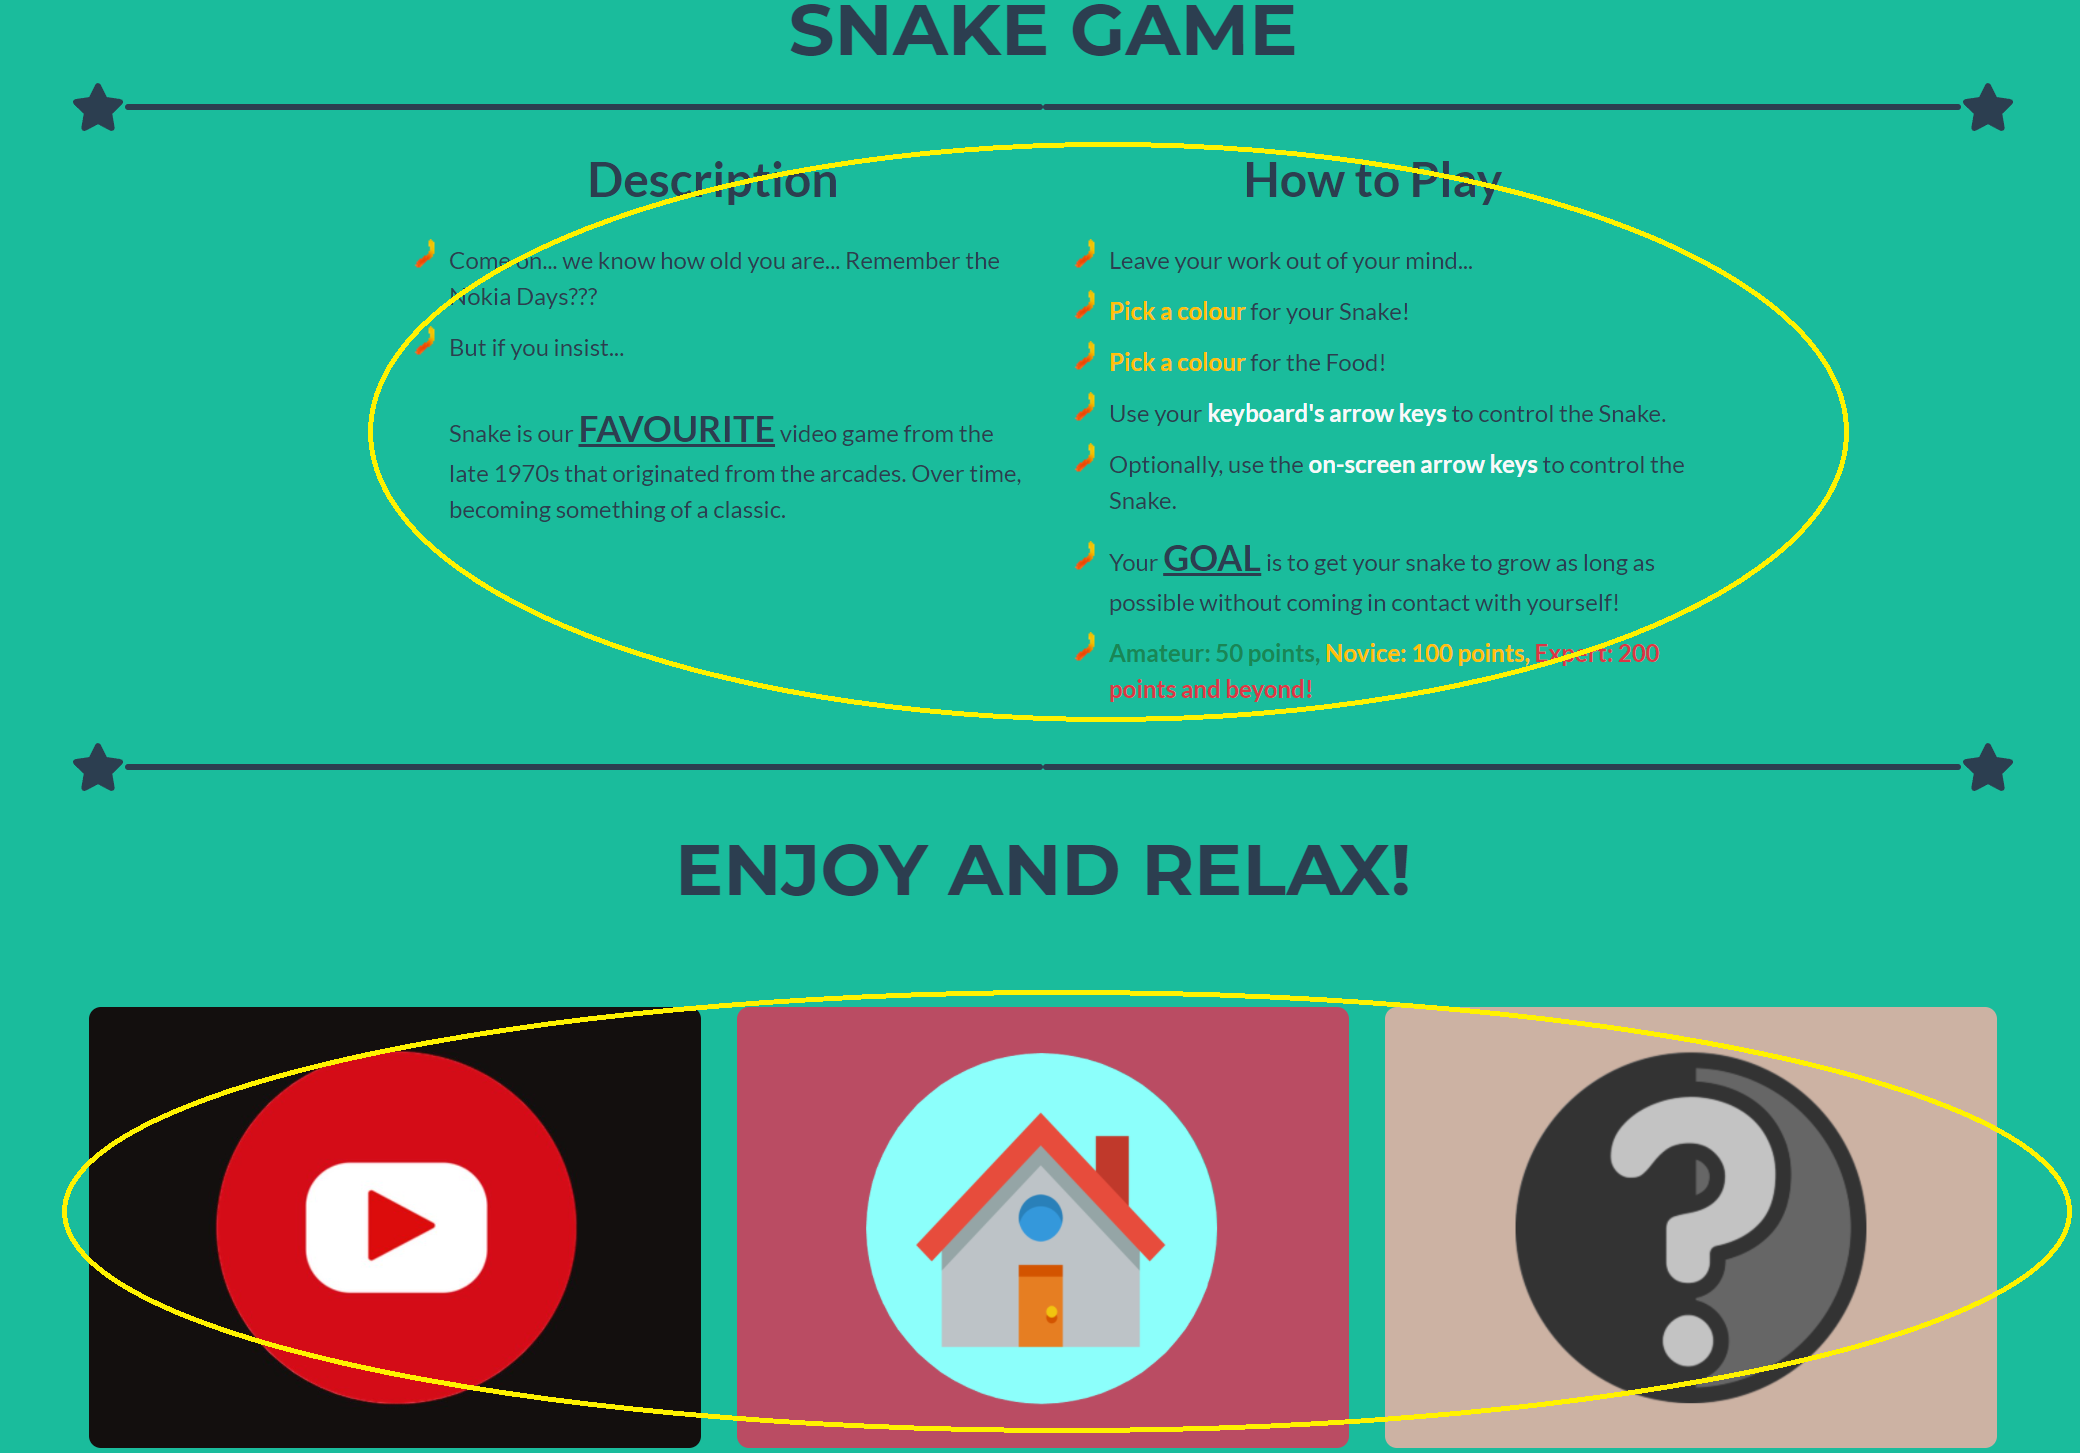 SNAKE GAME
Description
Come on... we know how old you are... Remember the
Nokia Days???
But if you insist...
Snake is our FAVOURITE video game from the
late 1970s that originated from the arcades. Over time,
becoming something of a classic.
How to Play
Leave your work out of your mind...
Pick a colour for your Snake!
Pick a colour for the Food!
Use your keyboard's arrow keys to control the Snake.
Optionally, use the on-screen arrow keys to control the
Snake.
Your GOAL is to get your snake to grow as long as
possible without coming in contact with yourself!
Amateur: 50 points, Novice: 100 points, Expert: 200
points and beyond!
ENJOY AND RELAX!